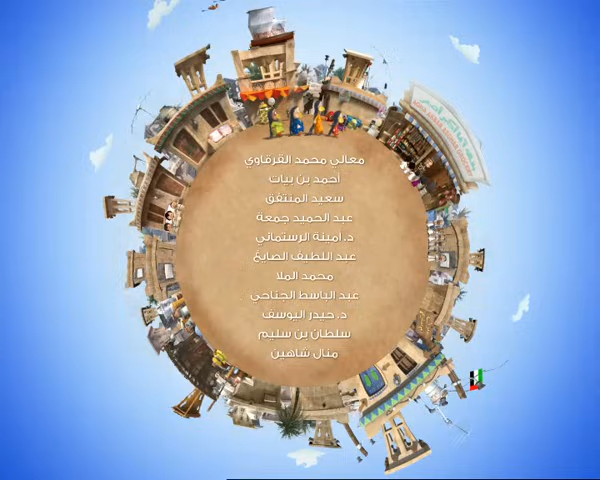 معالي محمد القرقاوي
أحمد بن بيات
سعيد المنتفق
عبد الحميد جمعة
د. امينة الرستماني
عبد اللطيف الصايغ
محمد الملا
عبد الباسط الجناحي
د. حيدر اليوسف
سلطان بن سليم
منال شاهين